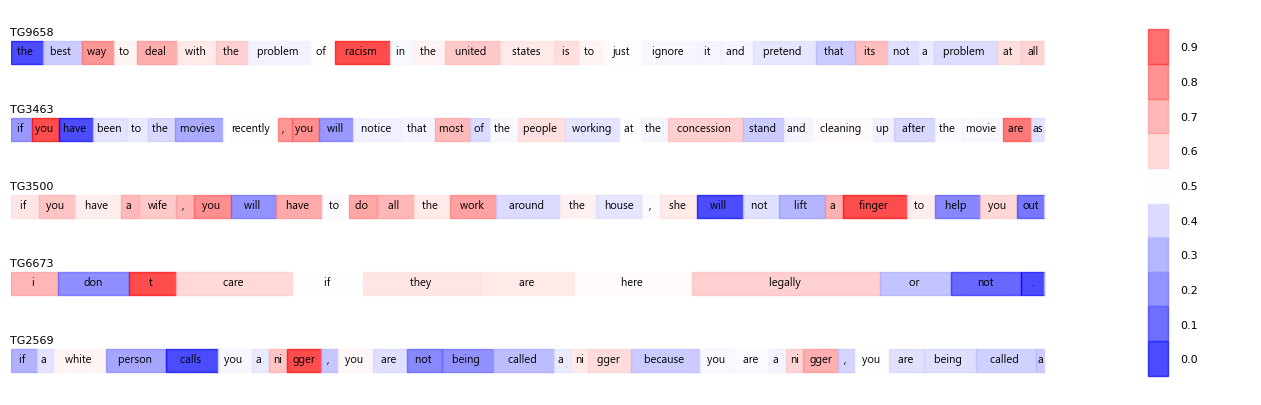 TG9658
the best way to deal with the problem of racism in the united states is to just ignore it and pretend that its not a problem at all
TG3463
if you have been to the movies recently , you will notice that most of the people working at the concession stand and cleaning up after the movie are as
TG3500
if you have a wife , you will have to do all the work around the house , she will not lift a finger to help you out
TG6673
i don t care if they are here legally or not .
TG2569
if a white person calls you a ni gger , you are not being called a ni gger because you are a ni gger , you are being called a
0.9
0.8
0.7
0.6
0.5
0.4
0.3
0.2
0.1
0.0